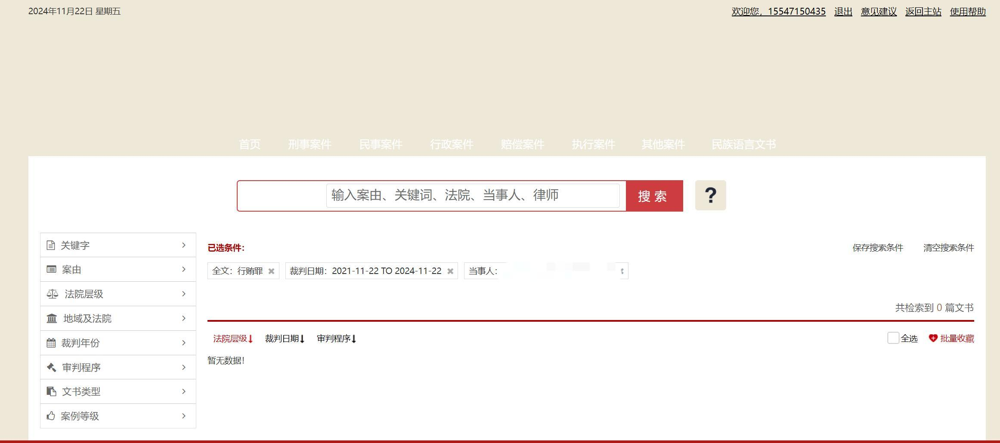 2024年11月22日 星期五
欢迎您，15547150435 退出 意见建议 返回主站 使用帮助
首页 刑事案件 民事案件 行政案件 赔偿案件 执行案件 其他案件 民族语言文书
输入案由、关键词、法院、当事人、律师 搜索 ?
关键字
案由
法院层级
地域及法院
裁判年份
审判程序
文书类型
案例等级
已选条件： 保存搜索条件 清空搜索条件
全文：行贿罪 裁判日期：2021-11-22 TO 2024-11-22 当事人：
共检索到 0 篇文书
法院层级 裁判日期 审判程序 全选 批量收藏
暂无数据!